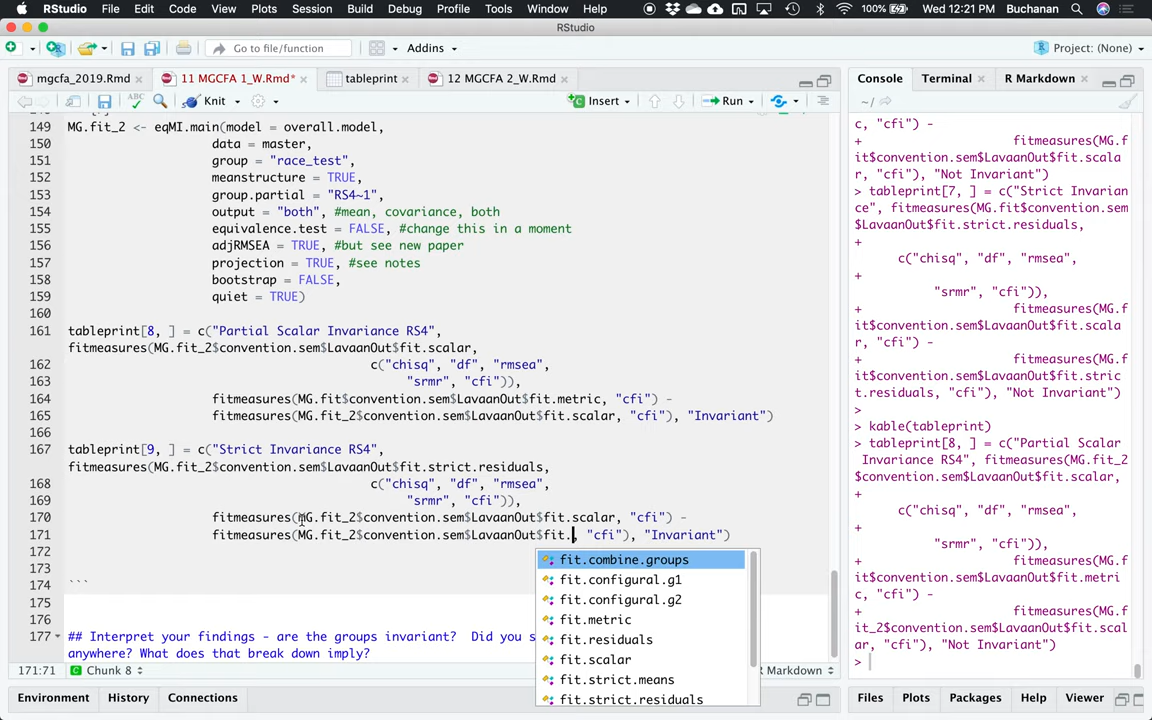 RStudio File Edit Code View Plots Session Build Debug Profile Tools Window Help 100% Wed 12:21 PM Buchanan
RStudio
Go to file/function Addins Project: (None)
mgcfa_2019.Rmd 11 MGCFA 1_W.Rmd* tableprint 12 MGCFA 2_W.Rmd
Knit Insert Run
149 MG.fit_2 <- eqMI.main(model = overall.model,
150 data = master,
151 group = "race_test",
152 meanstructure = TRUE,
153 group.partial = "RS4~1",
154 output = "both", #mean, covariance, both
155 equivalence.test = FALSE, #change this in a moment
156 adjRMSEA = TRUE, #but see new paper
157 projection = TRUE, #see notes
158 bootstrap = FALSE,
159 quiet = TRUE)
160
161 tableprint[8, ] = c("Partial Scalar Invariance RS4",
fitmeasures(MG.fit_2$convention.sem$LavaanOut$fit.scalar,
162 c("chisq", "df", "rmsea",
163 "srmr", "cfi")),
164 fitmeasures(MG.fit$convention.sem$LavaanOut$fit.metric, "cfi") -
165 fitmeasures(MG.fit_2$convention.sem$LavaanOut$fit.scalar, "cfi"), "Invariant")
166
167 tableprint[9, ] = c("Strict Invariance RS4",
fitmeasures(MG.fit_2$convention.sem$LavaanOut$fit.strict.residuals,
168 c("chisq", "df", "rmsea",
169 "srmr", "cfi")),
170 fitmeasures(MG.fit_2$convention.sem$LavaanOut$fit.scalar, "cfi") -
171 fitmeasures(MG.fit_2$convention.sem$LavaanOut$fit., "cfi"), "Invariant")
172
173
174 ```
175
176
177 ## Interpret your findings - are the groups invariant? Did you s
anywhere? What does that break down imply?
fit.combine.groups
fit.configural.g1
fit.configural.g2
fit.metric
fit.residuals
fit.scalar
fit.strict.means
fit.strict.residuals
171:71 Chunk 8 R Markdown
Environment History Connections
Console Terminal R Markdown
~/
c, "cfi") -
+ fitmeasures(MG.f
it$convention.sem$LavaanOut$fit.scala
r, "cfi"), "Not Invariant")
> tableprint[7, ] = c("Strict Invarian
ce", fitmeasures(MG.fit$convention.sem
$LavaanOut$fit.strict.residuals,
+
c("chisq", "df", "rmsea",
+
"srmr", "cfi")),
+ fitmeasures(MG.f
it$convention.sem$LavaanOut$fit.scala
r, "cfi") -
+ fitmeasures(MG.f
it$convention.sem$LavaanOut$fit.stric
t.residuals, "cfi"), "Not Invariant")
>
> kable(tableprint)
> tableprint[8, ] = c("Partial Scalar
Invariance RS4", fitmeasures(MG.fit_2
$convention.sem$LavaanOut$fit.scalar,
+
c("chisq", "df", "rmsea",
+
"srmr", "cfi")),
+ fitmeasures(MG.f
it$convention.sem$LavaanOut$fit.metri
c, "cfi") -
+ fitmeasures(MG.f
it_2$convention.sem$LavaanOut$fit.scal
ar, "cfi"), "Invariant")
>
Files Plots Packages Help Viewer